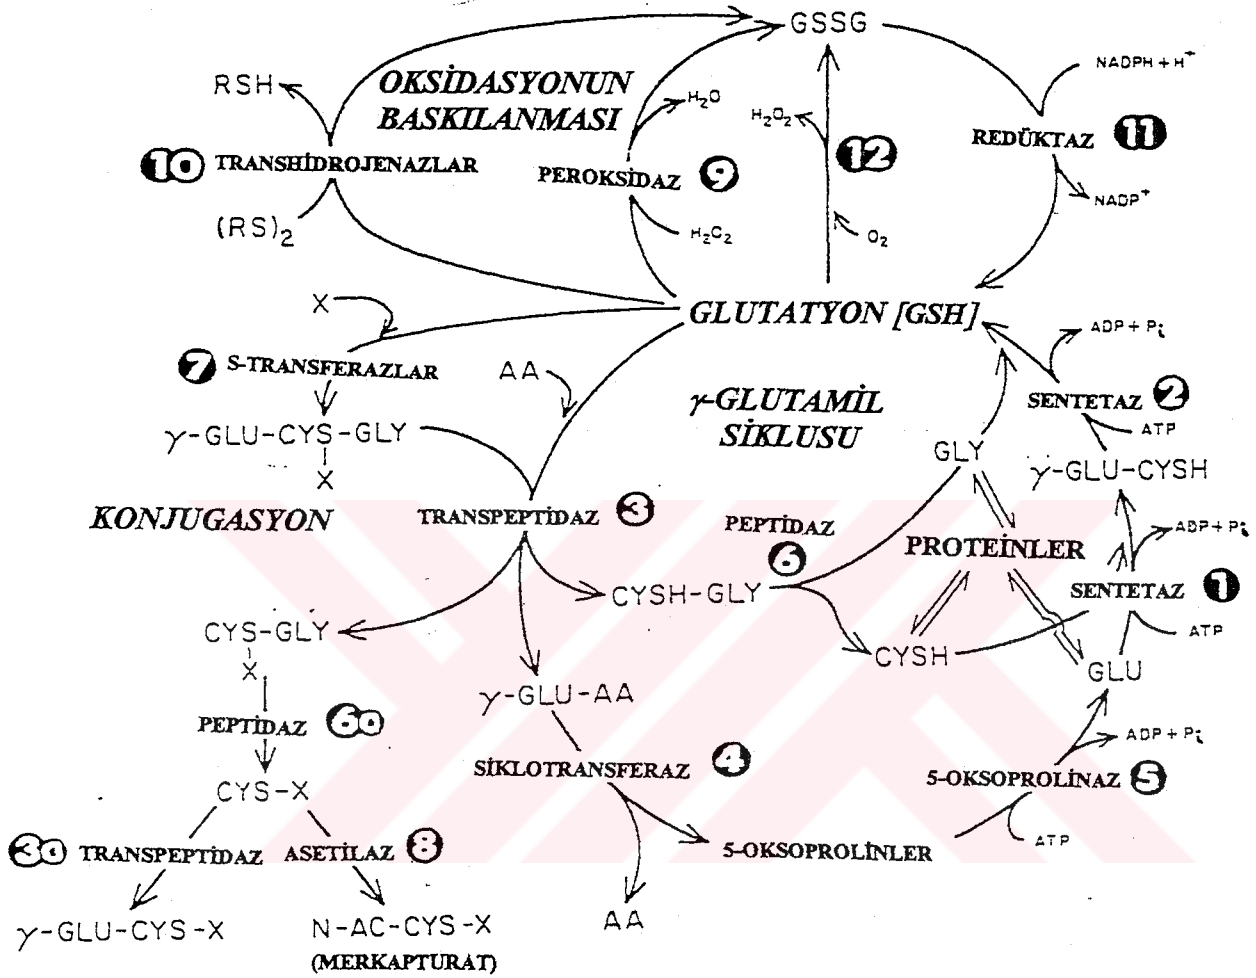 GSSG
NADPH + H+
RSH
OKSİDASYONUN
BASKILANMASI
H2O
H2O2
12
REDÜKTAZ 11
10 TRANSHİDROJENAZLAR
PEROKSİDAZ 9
NADP+
(RS)2
H2O2
O2
X
GLUTATYON [GSH]
ADP + Pi
7 S-TRANSFERAZLAR
AA
γ-GLUTAMİL
SİKLUSU
SENTETAZ 2
ATP
γ-GLU-CYS-GLY
X
GLY
γ-GLU-CYSH
KONJUGASYON
TRANSPEPTİDAZ 3
PEPTİDAZ
6
PROTEİNLER
ADP + Pi
SENTETAZ 1
CYSH-GLY
ATP
CYS-GLY
X
CYSH
GLU
γ-GLU-AA
PEPTİDAZ 6a
ADP + Pi
SİKLOTRANSFERAZ 4
5-OKSOPROLİNAZ 5
CYS-X
ATP
3a TRANSPEPTİDAZ
ASETİLAZ 8
5-OKSOPROLİNLER
γ-GLU-CYS-X
N-AC-CYS-X
(MERKAPTURAT)
AA